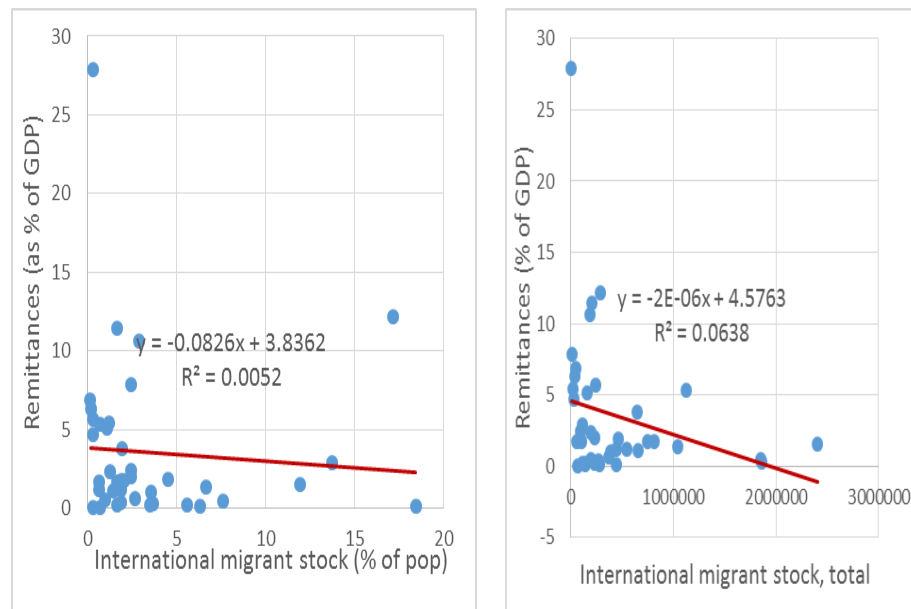 30
25
20
15
10
5
0
Remittances (as % of GDP)
y = -0.0826x + 3.8362
R² = 0.0052
0 5 10 15 20
International migrant stock (% of pop)
30
25
20
15
10
5
0
-5
Remittances (% of GDP)
y = -2E-06x + 4.5763
R² = 0.0638
0 1000000 2000000 3000000
International migrant stock, total